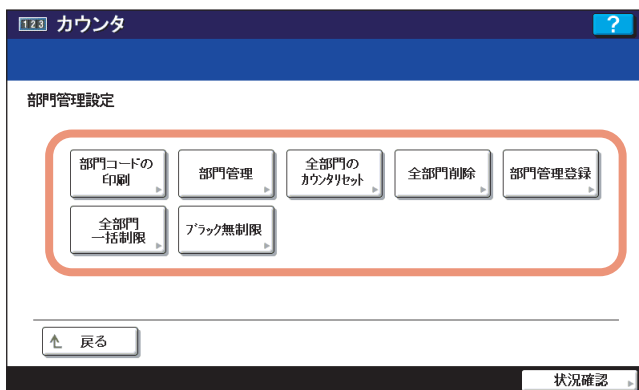 123 カウンタ
?
部門管理設定
部門コードの
印刷
部門管理
全部門の
カウンタリセット
全部門削除
部門管理登録
全部門
一括制限
ブラック無制限
戻る
状況確認